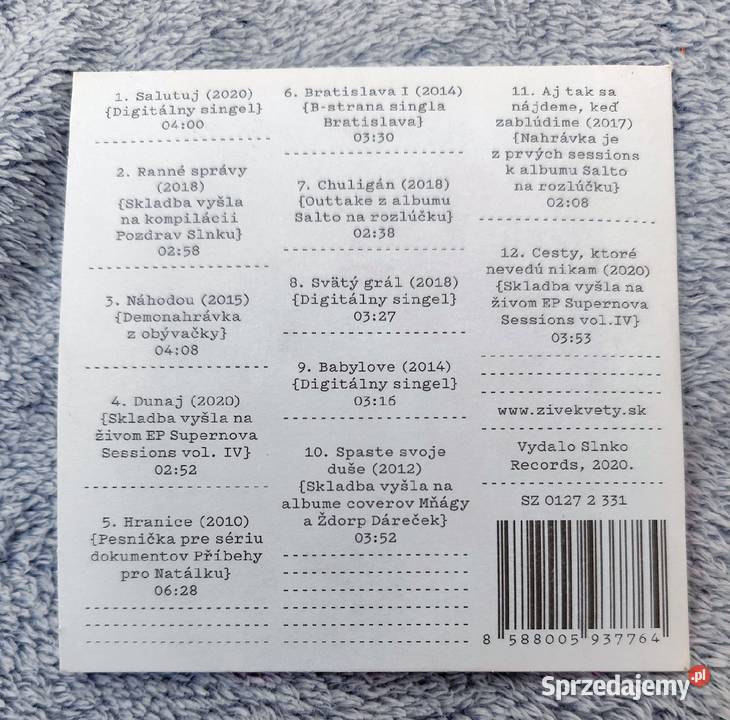 1. Salutuj (2020)
{Digitálny singel}
04:00
2. Ranné správy
(2018)
{Skladba vyšla
na kompilácii
Pozdrav Slnku}
02:58
3. Náhodou (2015)
{Demonahrávka
z obývačky}
04:08
4. Dunaj (2020)
{Skladba vyšla na
živom EP Supernova
Sessions vol. IV}
02:52
5. Hranice (2010)
{Pesnička pre sériu
dokumentov Příbehy
pro Natálku}
06:28
6. Bratislava I (2014)
{B-strana singla
Bratislava}
03:30
7. Chuligán (2018)
{Outtake z albumu
Salto na rozlúčku}
02:38
8. Svätý grál (2018)
{Digitálny singel}
03:27
9. Babylove (2014)
{Digitálny singel}
03:16
10. Spaste svoje
duše (2012)
{Skladba vyšla na
albume coverov Mňágy
a Ždorp Dáreček}
03:52
11. Aj tak sa
nájdeme, keď
zablúdime (2017)
{Nahrávka je
z prvých sessions
k albumu Salto
na rozlúčku}
02:08
12. Cesty, ktoré
nevedú nikam (2020)
{Skladba vyšla na
živom EP Supernova
Sessions vol.IV}
03:53
www.zivekvety.sk
Vydalo Slnko
Records, 2020.
SZ 0127 2 331
8 588005 937764
Sprzedajemy.pl